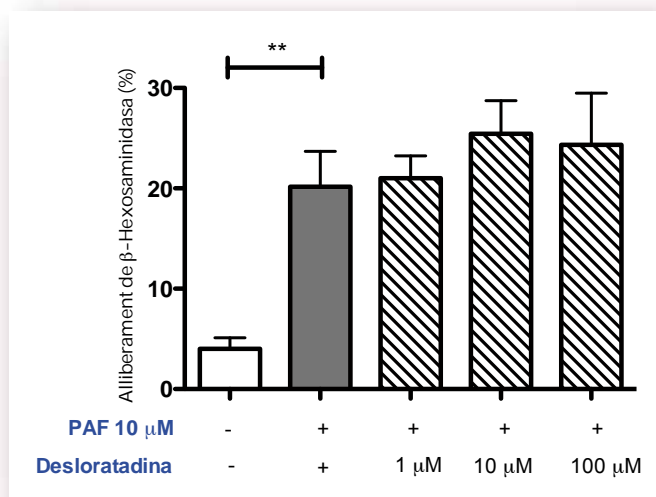 **
Alliberament de β-Hexosaminidasa (%)
30
20
10
0
PAF 10 μM - + + + +
Desloratadina - + 1 μM 10 μM 100 μM